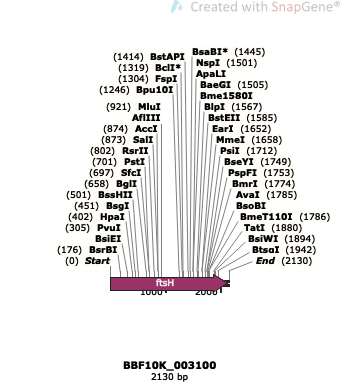 Created with SnapGene®
(1414) BstAPI
(1319) BclI*
(1304) FspI
(1246) Bpu10I
(921) MluI
AflIII
(874) AccI
(873) SalI
(802) RsrII
(701) PstI
(697) SfcI
(658) BglI
(501) BssHII
(451) BsgI
(402) HpaI
(305) PvuI
BsiEI
(176) BsrBI
(0) Start
BsaBI* (1445)
NspI (1501)
ApaLI
BaeGI (1505)
Bme1580I
BlpI (1567)
BstEII (1585)
EarI (1652)
MmeI (1658)
PsiI (1712)
BseYI (1749)
PspFI (1753)
BmrI (1774)
AvaI (1785)
BsoBI
BmeT110I (1786)
TatI (1880)
BsiWI (1894)
BtsαI (1942)
End (2130)
ftsH
1000
2000
BBF10K_003100
2130 bp